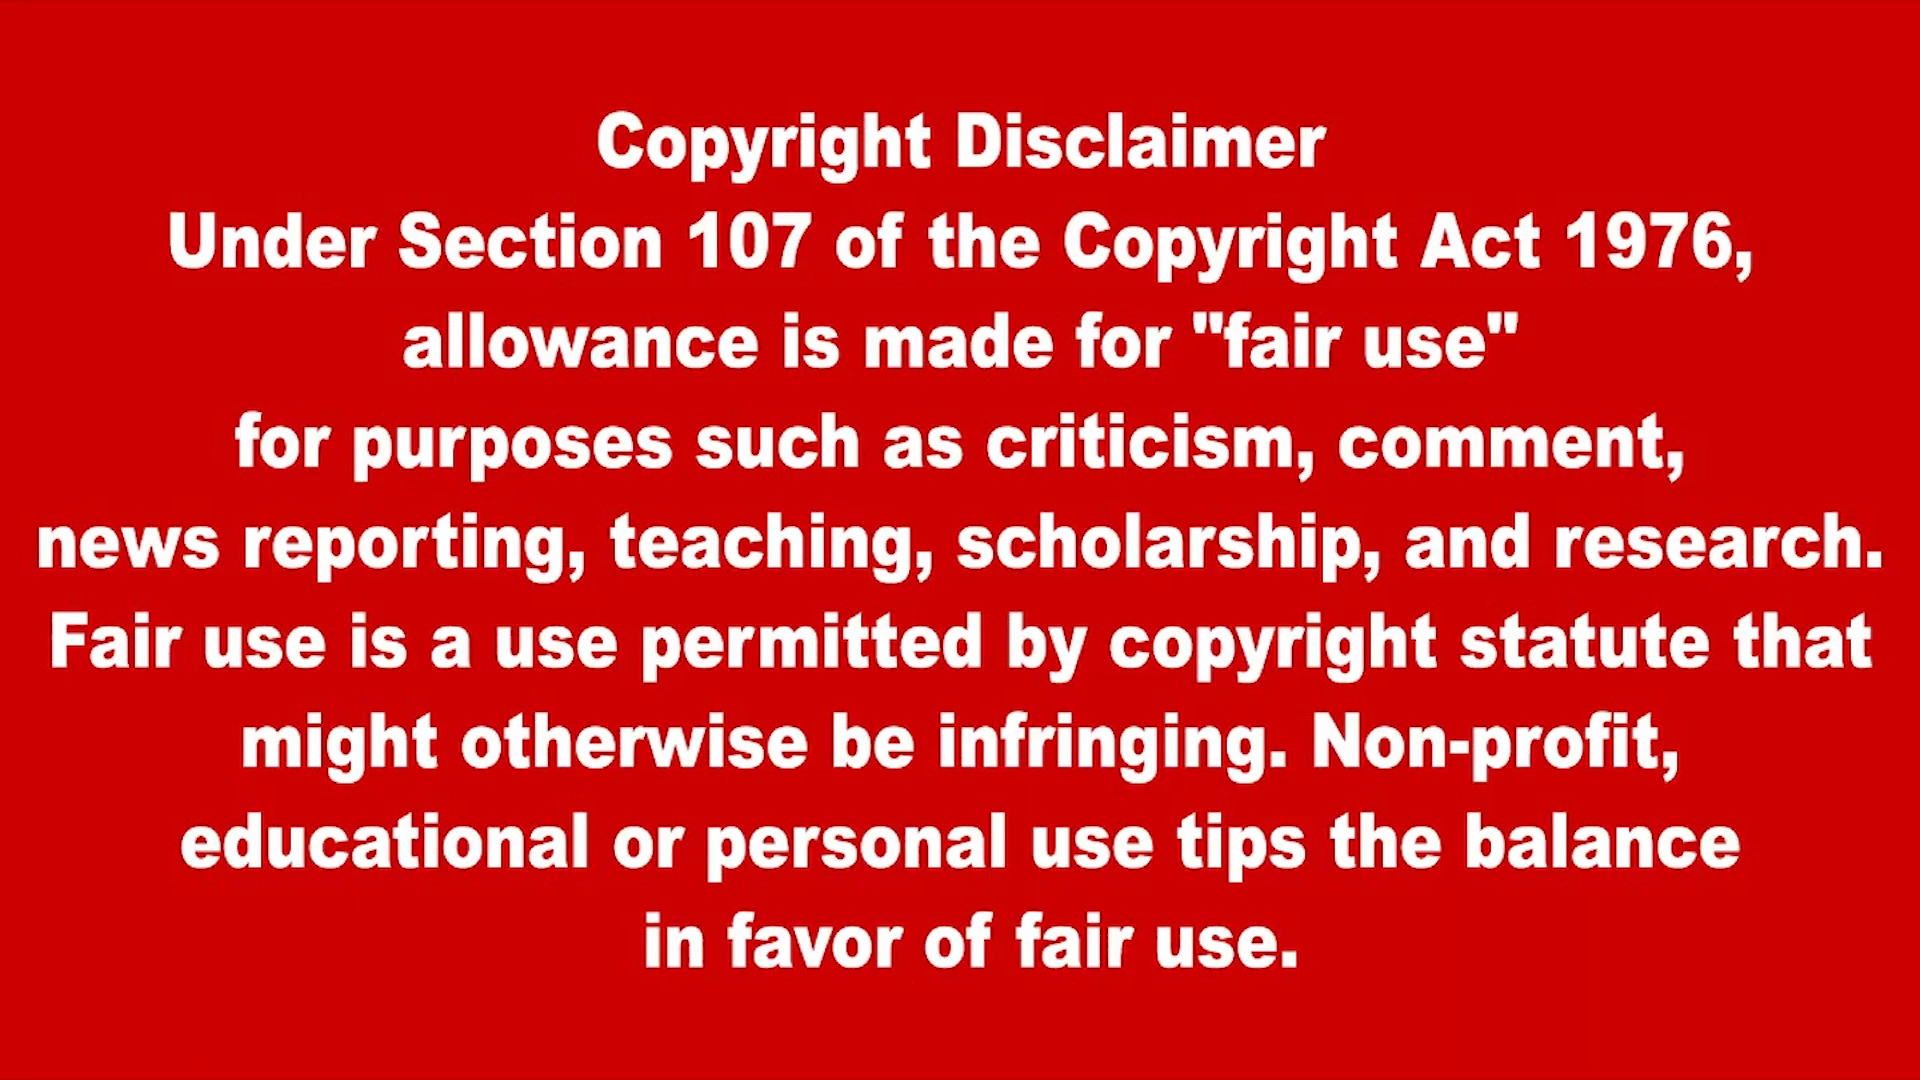 Copyright Disclaimer
Under Section 107 of the Copyright Act 1976,
allowance is made for "fair use"
for purposes such as criticism, comment,
news reporting, teaching, scholarship, and research.
Fair use is a use permitted by copyright statute that
might otherwise be infringing. Non-profit,
educational or personal use tips the balance
in favor of fair use.